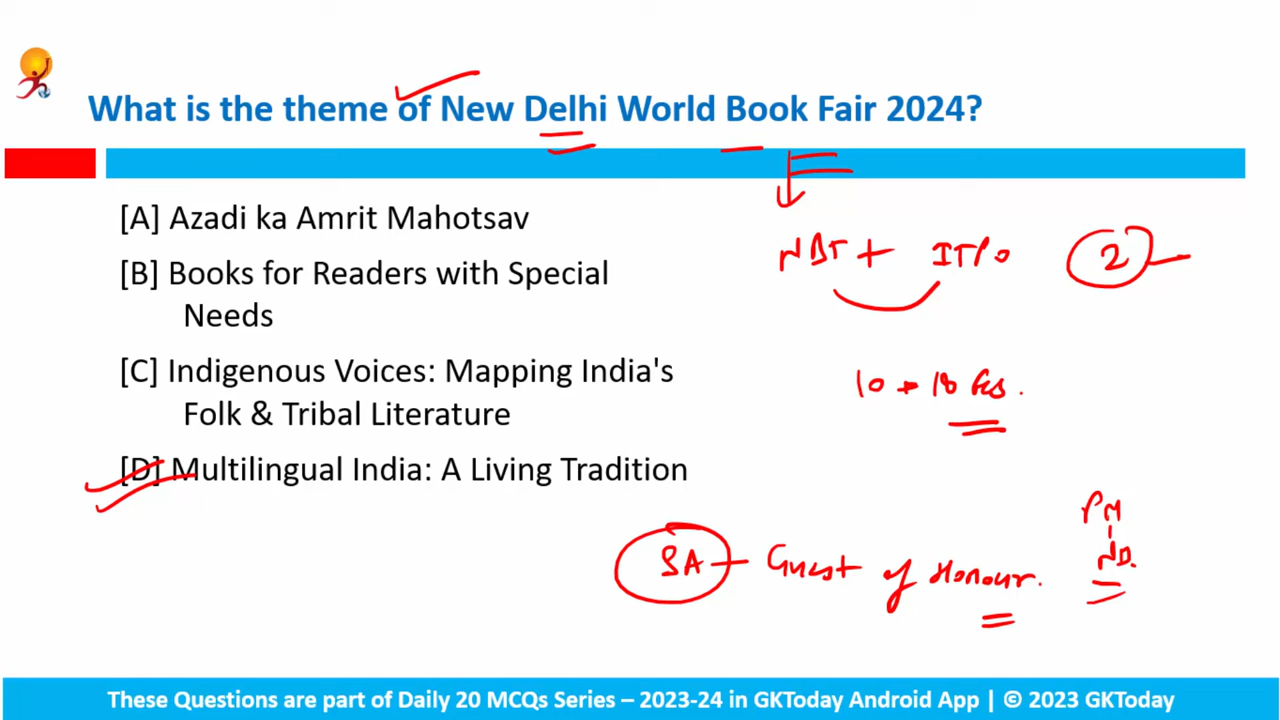 What is the theme of New Delhi World Book Fair 2024?
[A] Azadi ka Amrit Mahotsav
[B] Books for Readers with Special
Needs
[C] Indigenous Voices: Mapping India's
Folk & Tribal Literature
[D] Multilingual India: A Living Tradition
NBT + ITPO 2
10 - 18 Feb.
SA - Guest of Honour.
PM
ND.
These Questions are part of Daily 20 MCQs Series – 2023-24 in GKToday Android App | © 2023 GKToday